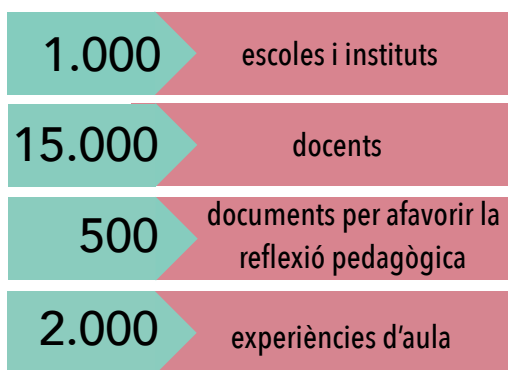 1.000 escoles i instituts
15.000 docents
500 documents per afavorir la
reflexió pedagògica
2.000 experiències d'aula